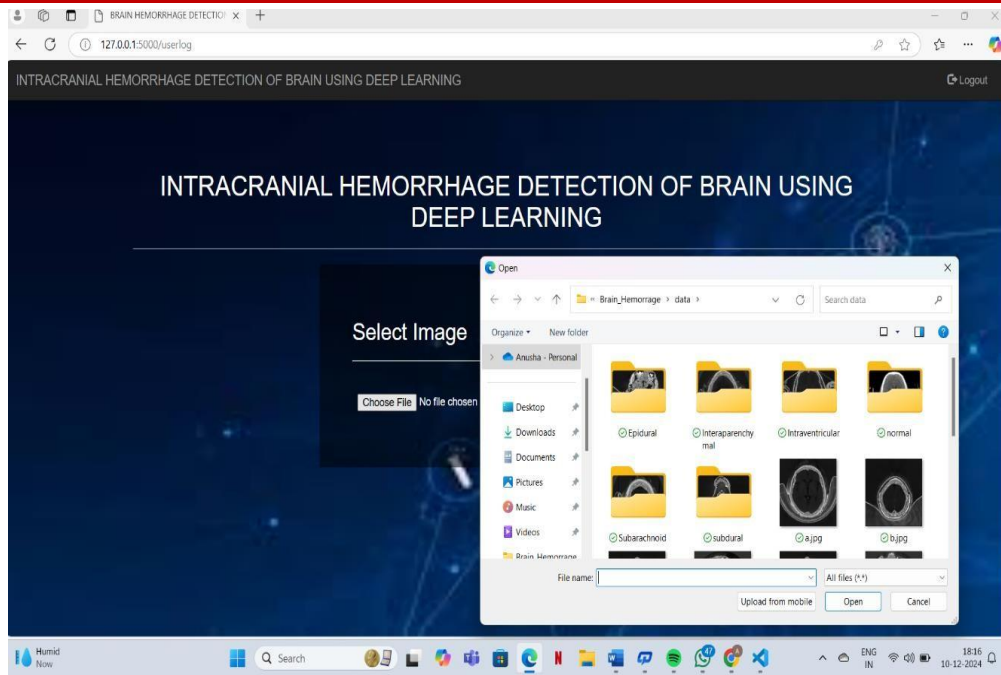 BRAIN HEMORRHAGE DETECTIO
127.0.0.1:5000/userlog
INTRACRANIAL HEMORRHAGE DETECTION OF BRAIN USING DEEP LEARNING
Logout
INTRACRANIAL HEMORRHAGE DETECTION OF BRAIN USING
DEEP LEARNING
Select Image
Choose File No file chosen
Open
« Brain_Hemorrage > data >
Search data
Organize
New folder
Anusha - Personal
Desktop
Downloads
Documents
Pictures
Music
Videos
Brain_Hemorrage
Epidural
Interaparenchy
mal
Intraventricular
normal
Subarachnoid
subdural
a.jpg
b.jpg
File name:
All files (*.*)
Upload from mobile
Open
Cancel
Humid
Now
Search
47
ENG
IN
18:16
10-12-2024